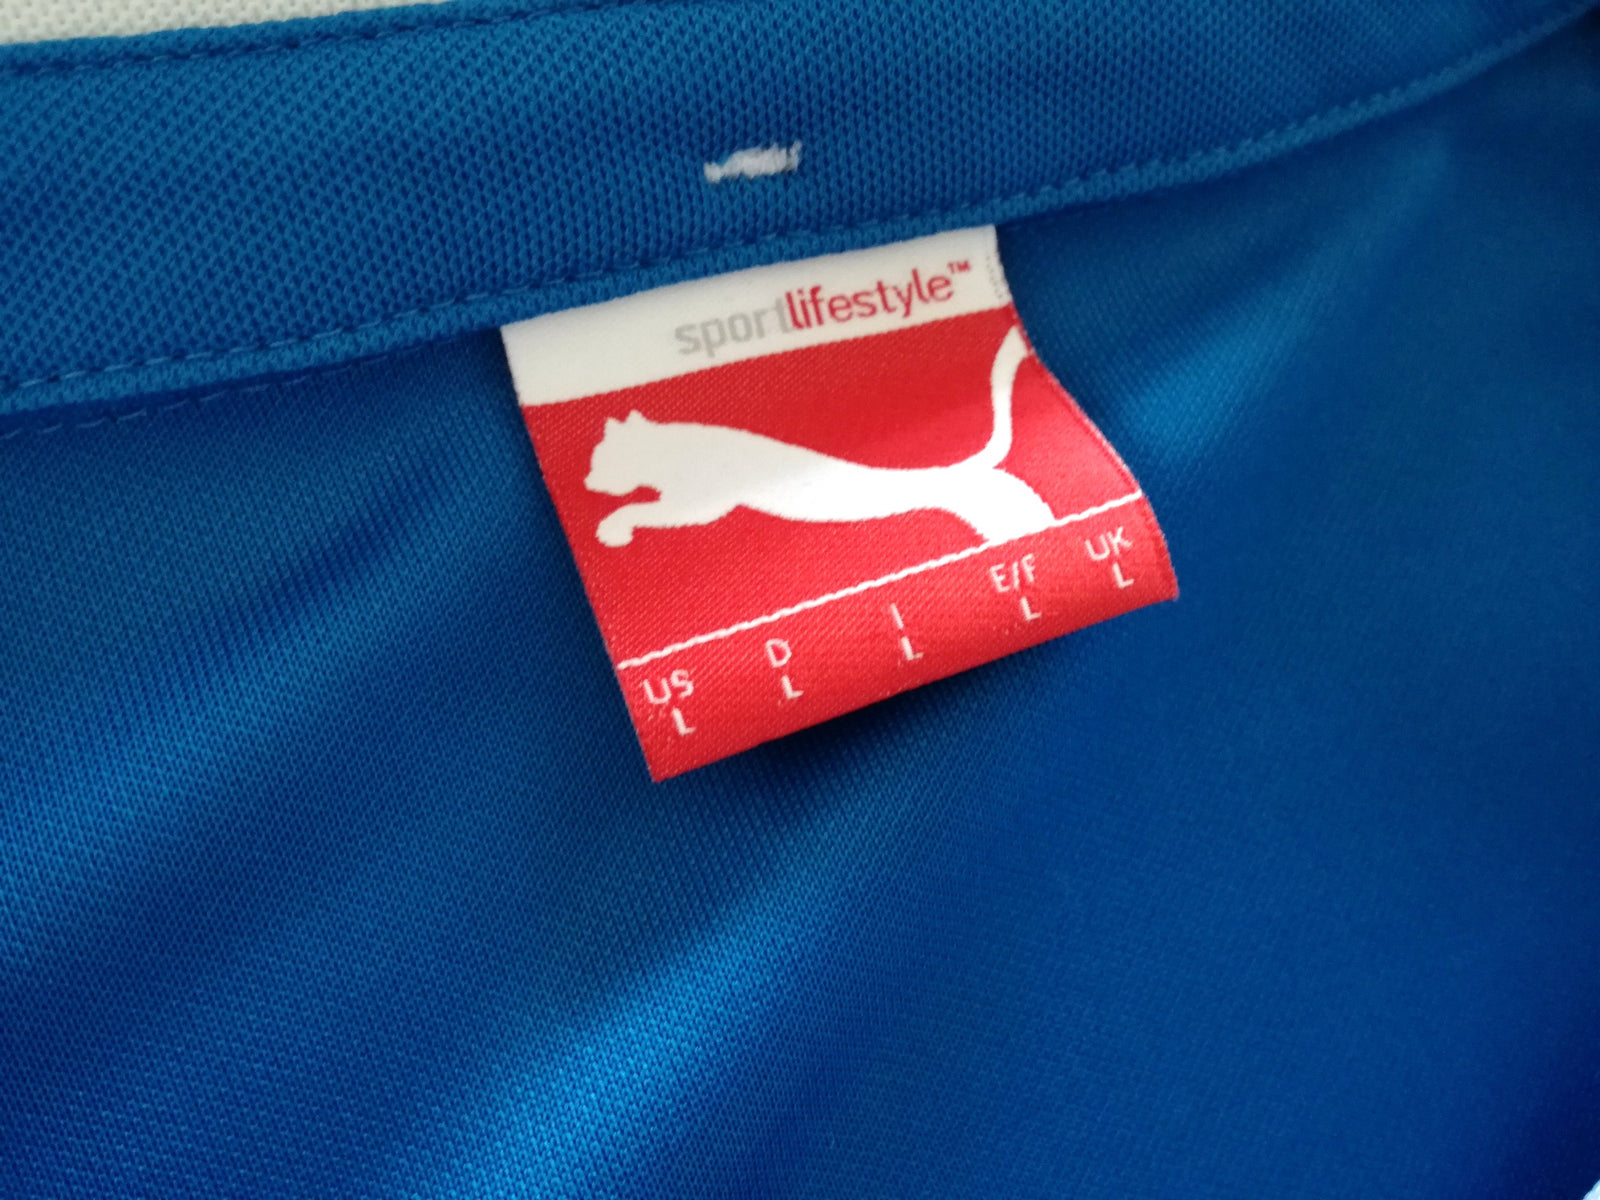 sportlifestyle™
US D I E/F UK
L L L L L